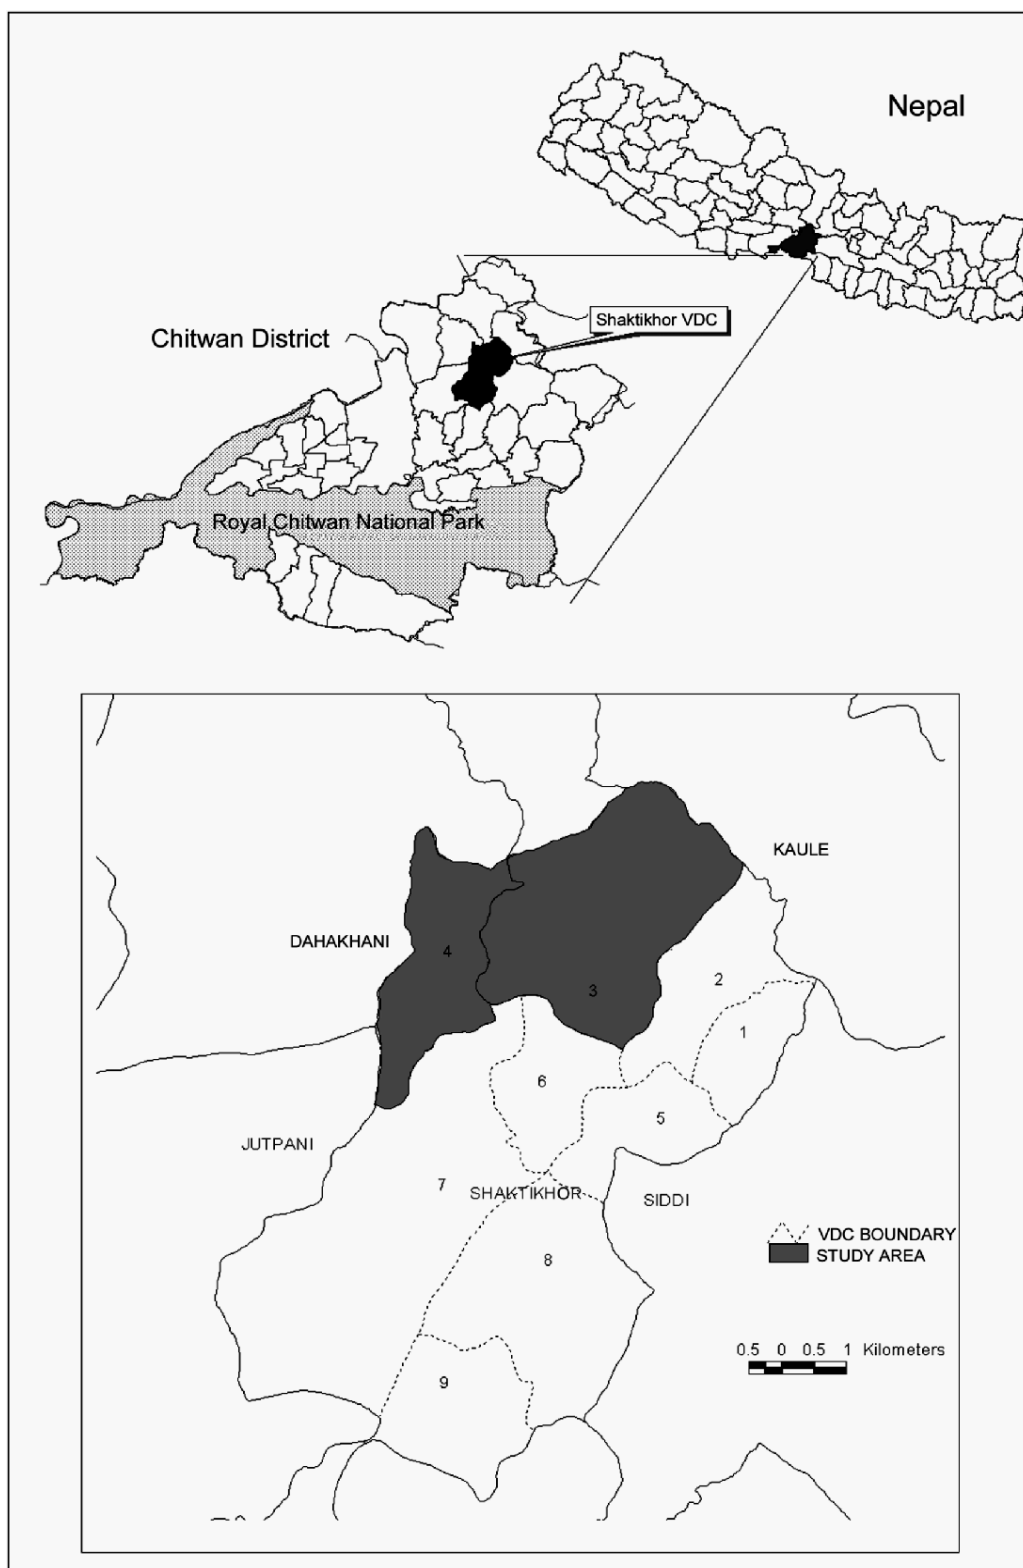 Nepal
Shaktikhor VDC
Chitwan District
Royal Chitwan National Park
KAULE
DAHAKHANI
4
2
3
1
6
5
JUTPANI
7
SHAKTIKHOR
SIDDI
VDC BOUNDARY
STUDY AREA
8
0.5 0 0.5 1 Kilometers
9